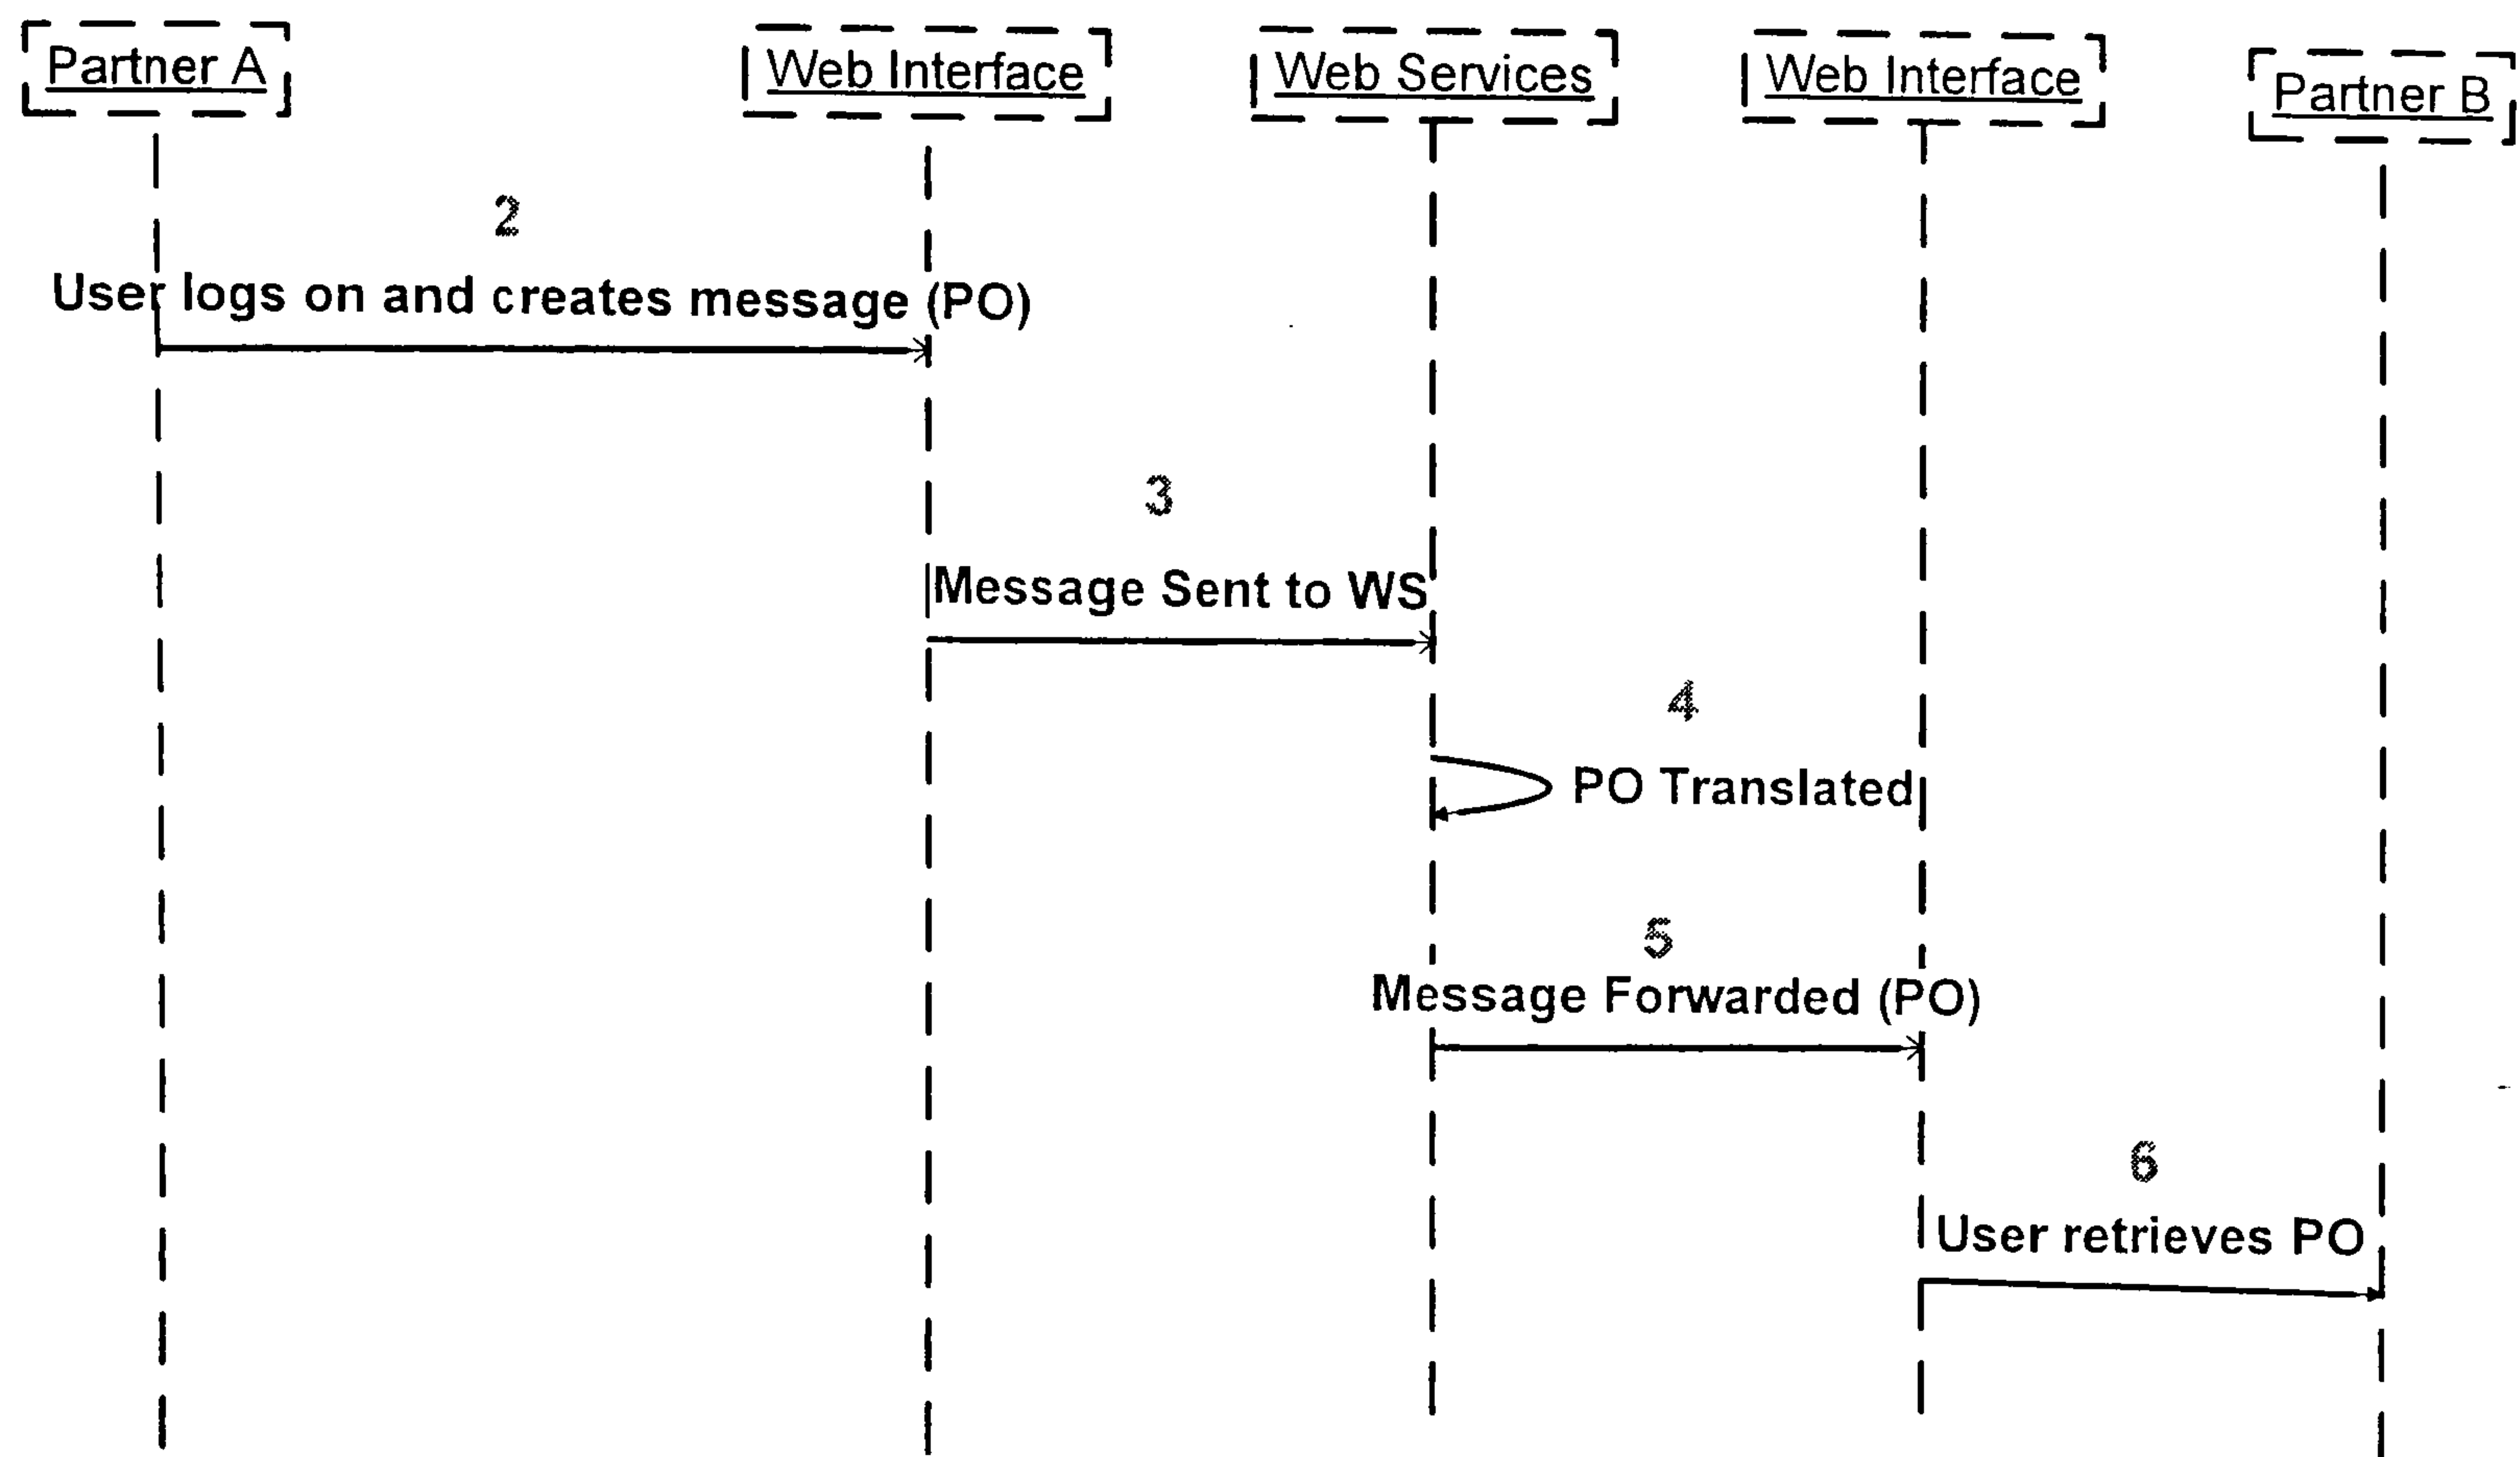 Partner A
Web Interface
Web Services
Web Interface
Partner B
2
User logs on and creates message (PO)
3
Message Sent to WS
4
PO Translated
5
Message Forwarded (PO)
6
User retrieves PO